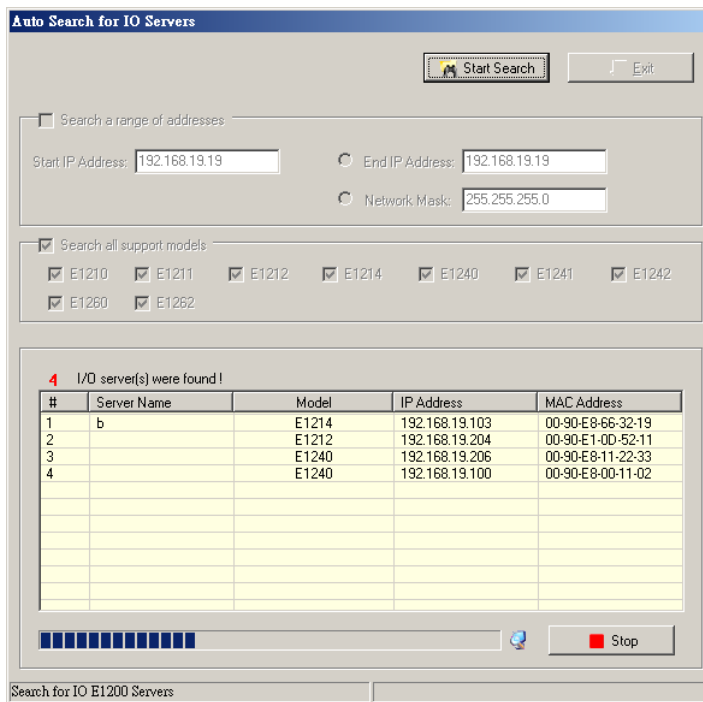 Auto Search for IO Servers
Start Search Exit
Search a range of addresses
Start IP Address: 192.168.19.19 End IP Address: 192.168.19.19
Network Mask: 255.255.255.0
Search all support models
E1210 E1211 E1212 E1214 E1240 E1241 E1242
E1260 E1262
4 I/O server(s) were found !
# Server Name Model IP Address MAC Address
1 b E1214 192.168.19.103 00-90-E8-66-32-19
2 E1212 192.168.19.204 00-90-E1-0D-52-11
3 E1240 192.168.19.206 00-90-E8-11-22-33
4 E1240 192.168.19.100 00-90-E8-00-11-02
Stop
Search for IO E1200 Servers